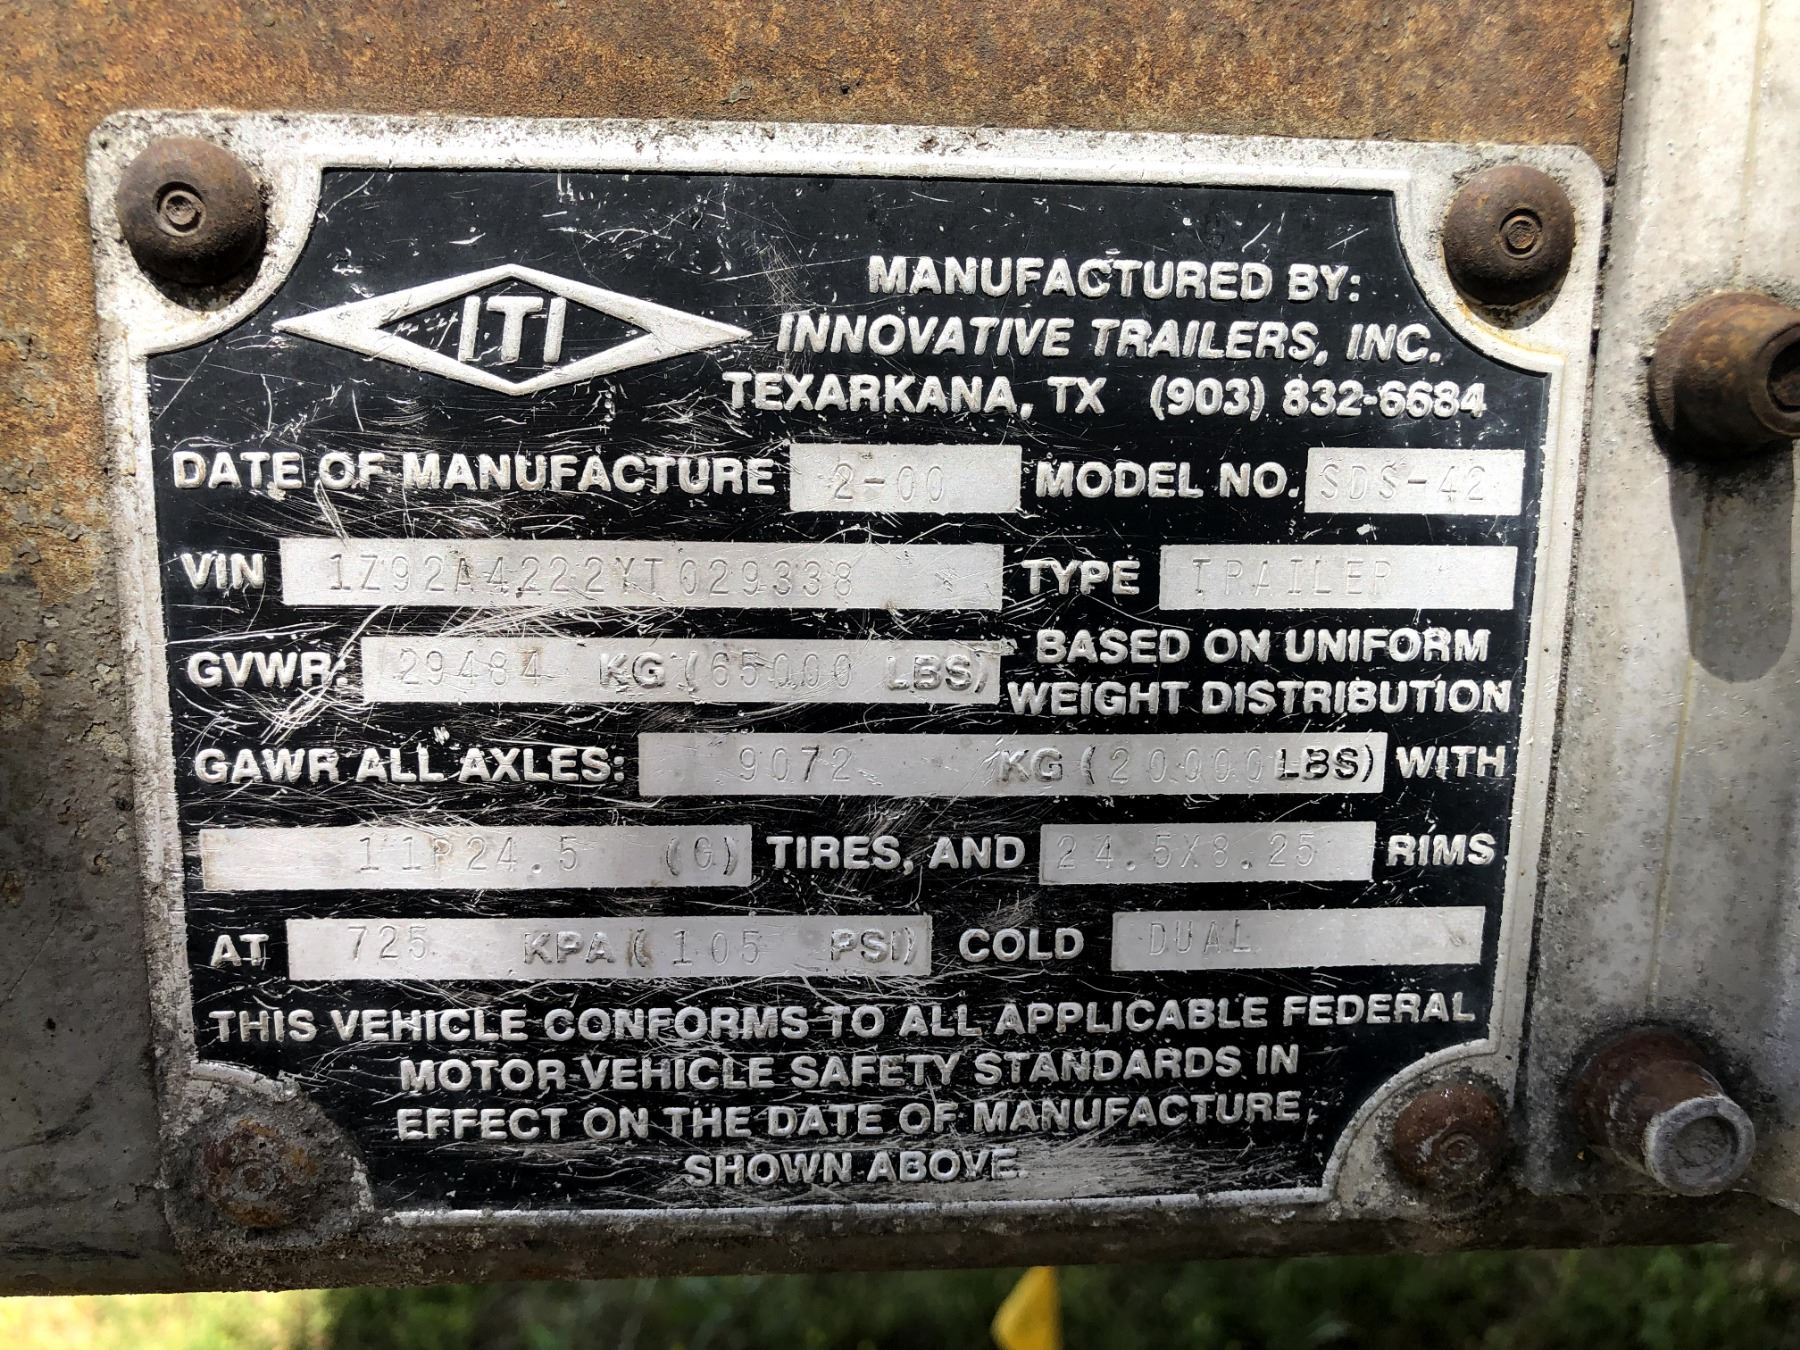 ITI
MANUFACTURED BY:
INNOVATIVE TRAILERS, INC.
TEXARKANA, TX (903) 832-6684
DATE OF MANUFACTURE 2-00 MODEL NO. SDS-42
VIN 1Z92A4222YT029338 TYPE TRAILER
GVWR: 29484 KG (65000 LBS) BASED ON UNIFORM
WEIGHT DISTRIBUTION
GAWR ALL AXLES: 9072 KG (20000 LBS) WITH
11R24.5 (G) TIRES, AND 24.5X8.25 RIMS
AT 725 KPA (105 PSI) COLD DUAL
THIS VEHICLE CONFORMS TO ALL APPLICABLE FEDERAL
MOTOR VEHICLE SAFETY STANDARDS IN
EFFECT ON THE DATE OF MANUFACTURE
SHOWN ABOVE.